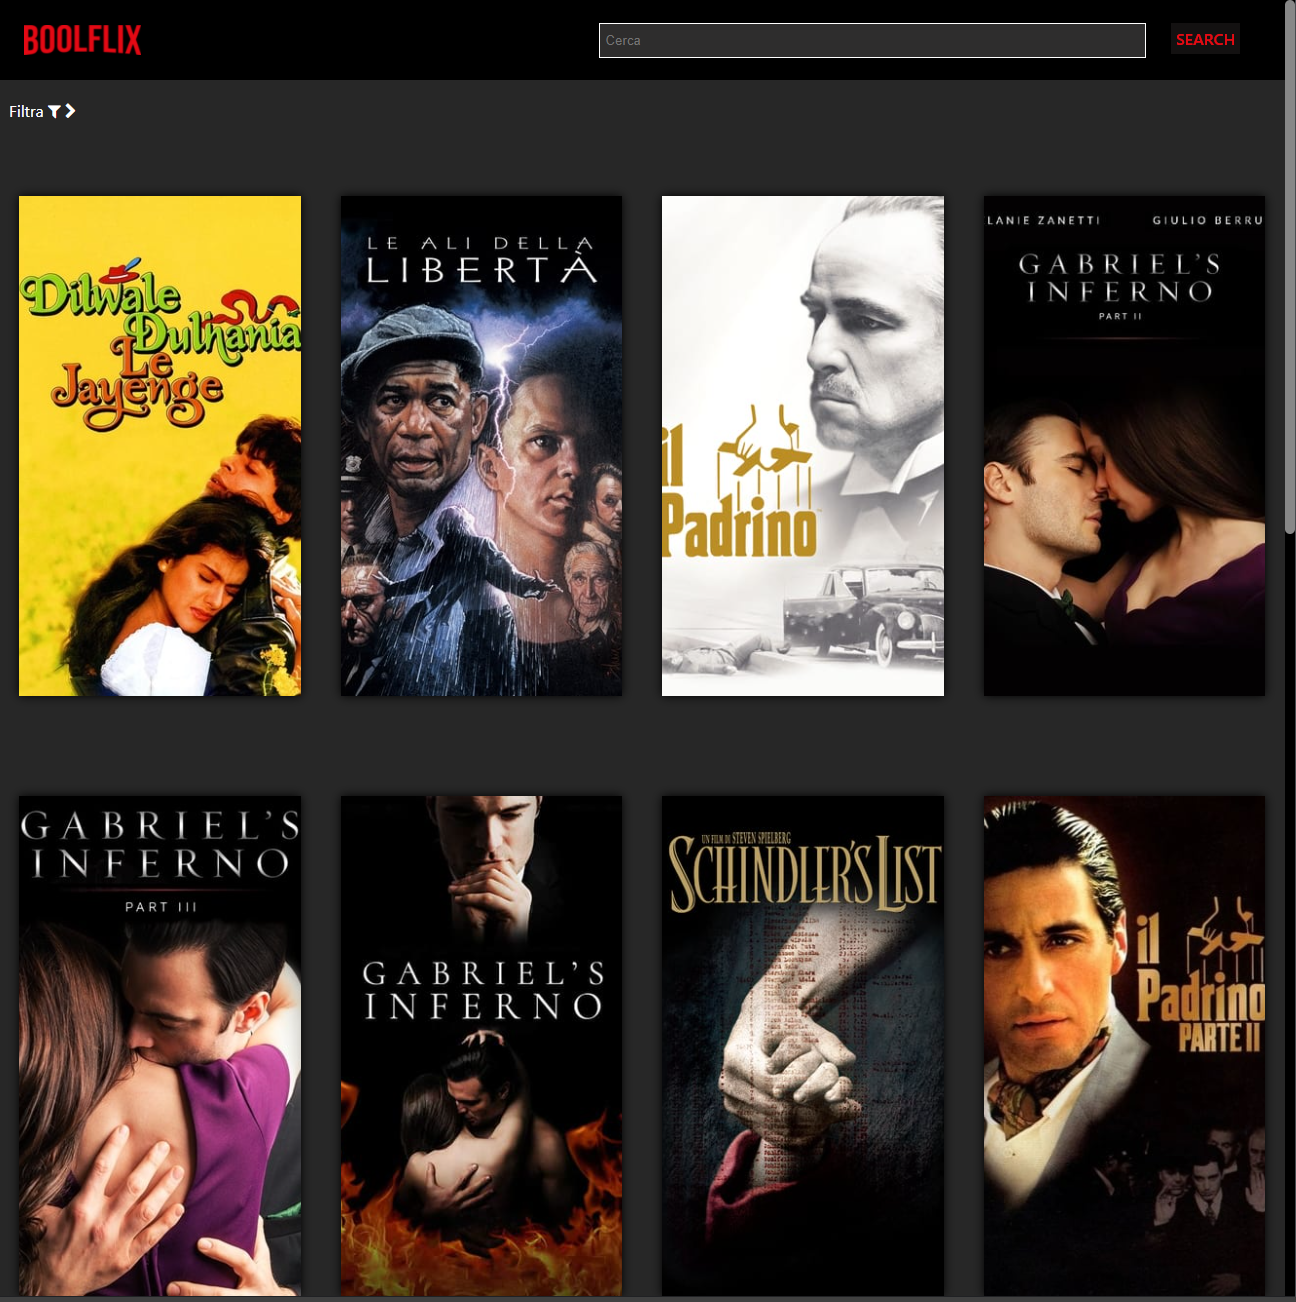 BOOLFLIX
Cerca
SEARCH
Filtra
Dilwale
Dulhania
Le
Jayenge
LE ALI DELLA
LIBERTÀ
il
Padrino
LANIE ZANETTI
GIULIO BERRU
GABRIEL'S
INFERNO
PART II
GABRIEL'S
INFERNO
PART III
GABRIEL'S
INFERNO
UN FILM DI STEVEN SPIELBERG
SCHINDLER'S LIST
il
Padrino
PARTE II